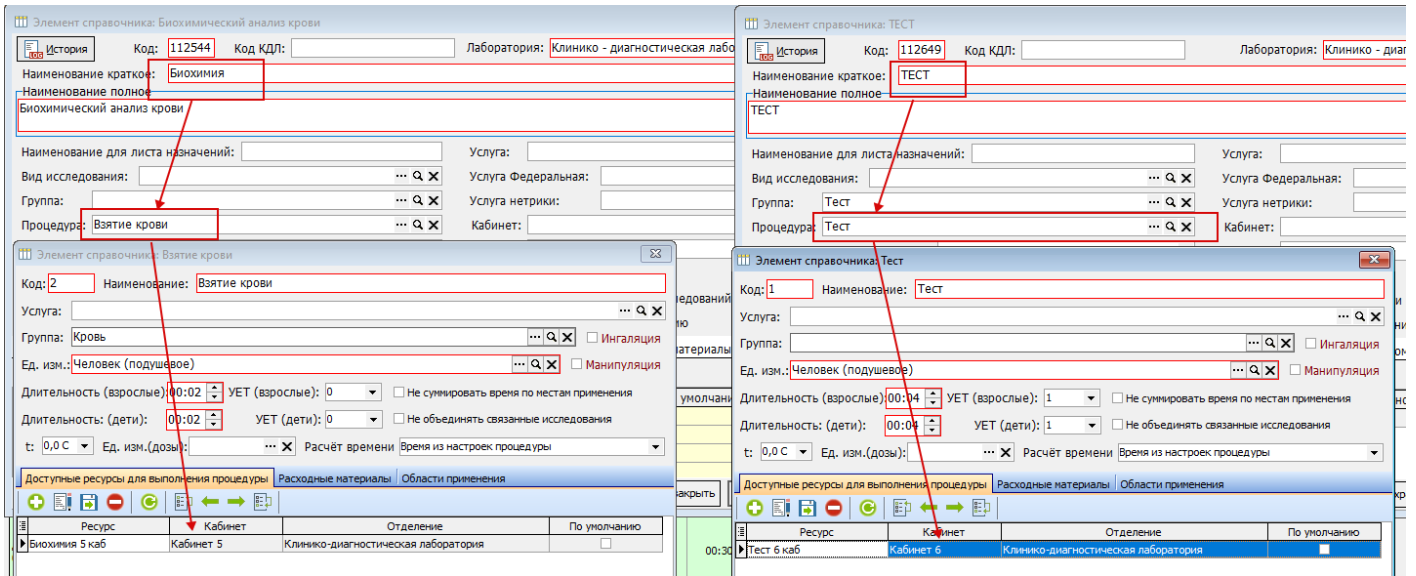 Элемент справочника: Биохимический анализ крови
История Код: 112544 Код КДЛ: Лаборатория: Клинико - диагностическая лабо
Наименование краткое: Биохимия
Наименование полное
Биохимический анализ крови
Наименование для листа назначений: Услуга:
Вид исследования: Услуга Федеральная:
Группа: Услуга нетрики:
Процедура: Взятие крови Кабинет:
Элемент справочника: Взятие крови
Код: 2 Наименование: Взятие крови
Услуга:
Группа: Кровь Ингаляция
Ед. изм.: Человек (подушевое) Манипуляция
Длительность (взрослые): 00:02 УЕТ (взрослые): 0 Не суммировать время по местам применения
Длительность: (дети): 00:02 УЕТ (дети): 0 Не объединять связанные исследования
t: 0,0 C Ед. изм.(дозы): Расчёт времени Время из настроек процедуры
Доступные ресурсы для выполнения процедуры Расходные материалы Области применения
Ресурс Кабинет Отделение По умолчанию
Биохимия 5 каб Кабинет 5 Клинико-диагностическая лаборатория
едований
ию
атериалы
умолчани
закрыть
00:30
Элемент справочника: ТЕСТ
История Код: 112649 Код КДЛ: Лаборатория: Клинико - диаг
Наименование краткое: ТЕСТ
Наименование полное
ТЕСТ
Наименование для листа назначений: Услуга:
Вид исследования: Услуга Федеральная:
Группа: Тест Услуга нетрики:
Процедура: Тест Кабинет:
Элемент справочника: Тест
Код: 1 Наименование: Тест
Услуга:
Группа: Ингаляция
Ед. изм.: Человек (подушевое) Манипуляция
Длительность (взрослые): 00:04 УЕТ (взрослые): 1 Не суммировать время по местам применения
Длительность: (дети): 00:04 УЕТ (дети): 1 Не объединять связанные исследования
t: 0,0 C Ед. изм.(дозы): Расчёт времени Время из настроек процедуры
Доступные ресурсы для выполнения процедуры Расходные материалы Области применения
Ресурс Кабинет Отделение По умолчанию
Тест 6 каб Кабинет 6 Клинико-диагностическая лаборатория